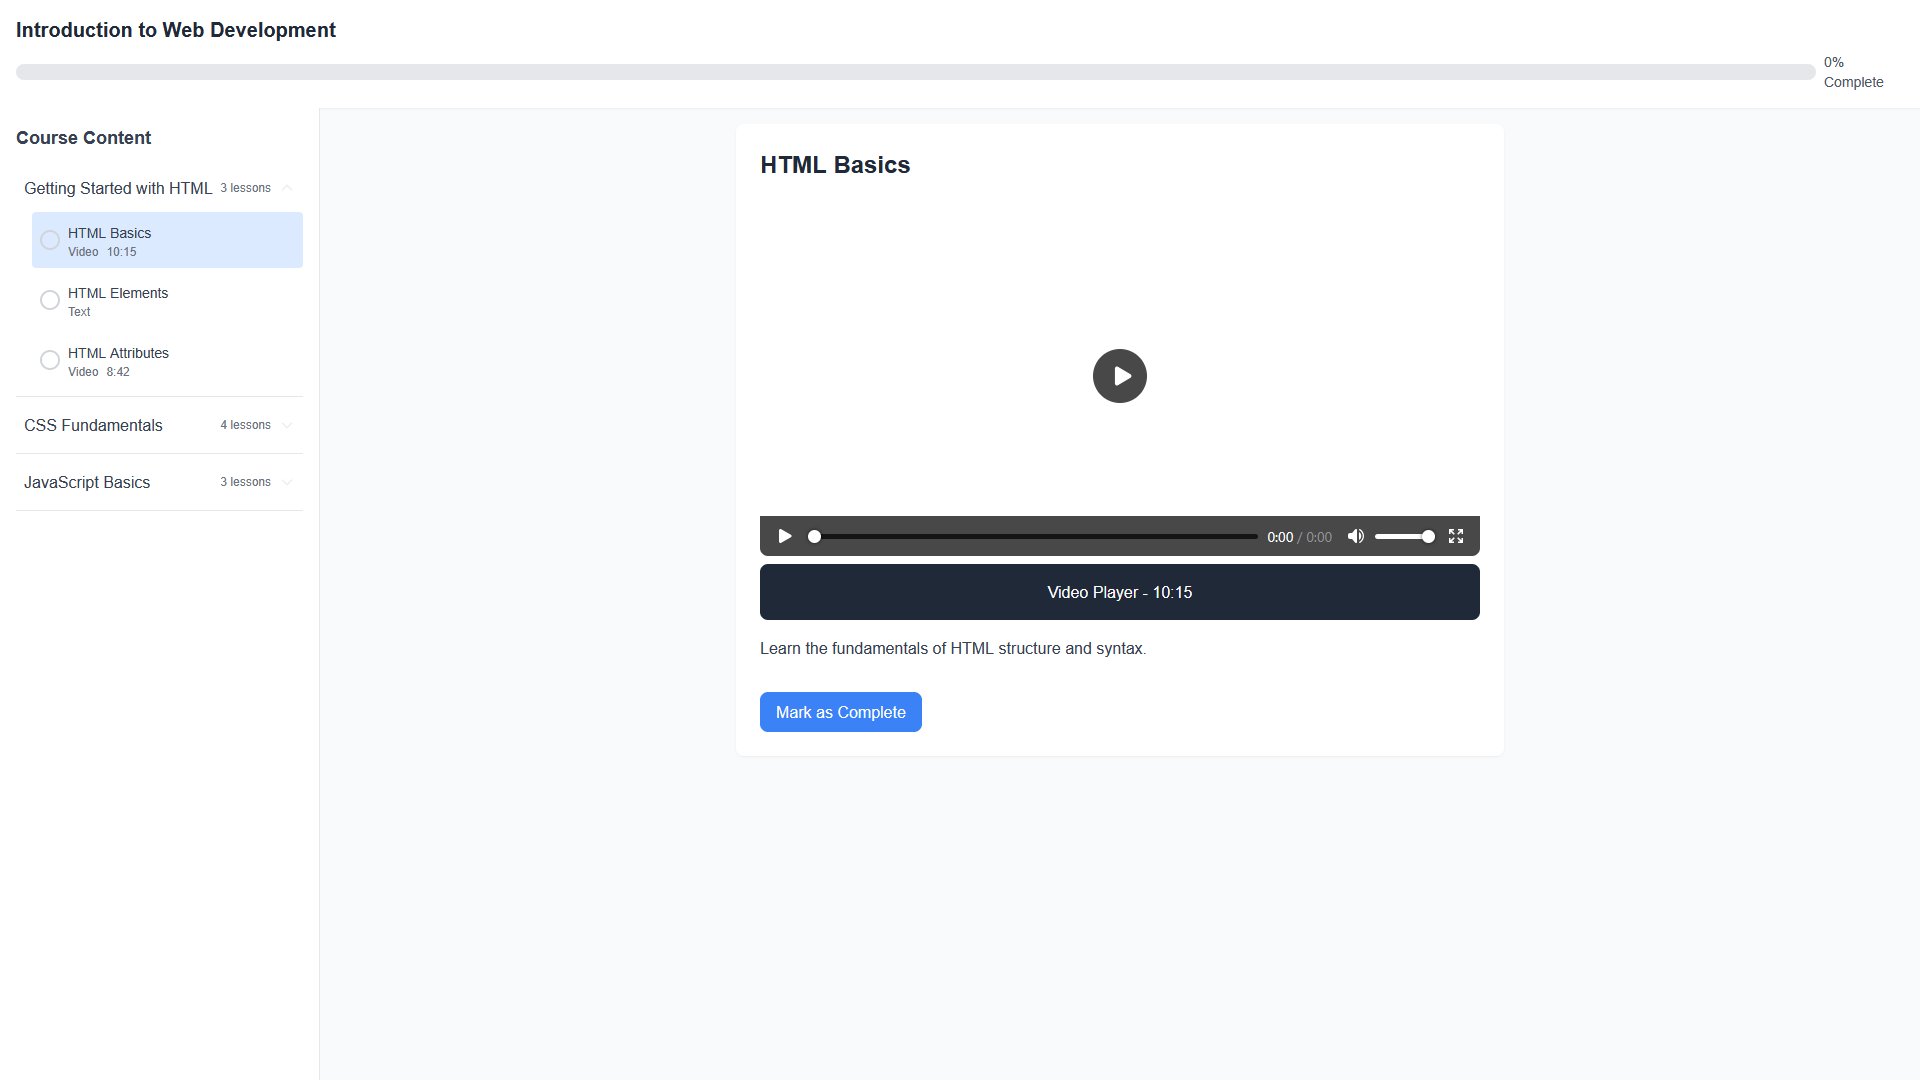 Introduction to Web Development
0%
Complete
Course Content
Getting Started with HTML 3 lessons
HTML Basics
Video 10:15
HTML Elements
Text
HTML Attributes
Video 8:42
CSS Fundamentals 4 lessons
JavaScript Basics 3 lessons
HTML Basics
0:00 / 0:00
Video Player - 10:15
Learn the fundamentals of HTML structure and syntax.
Mark as Complete